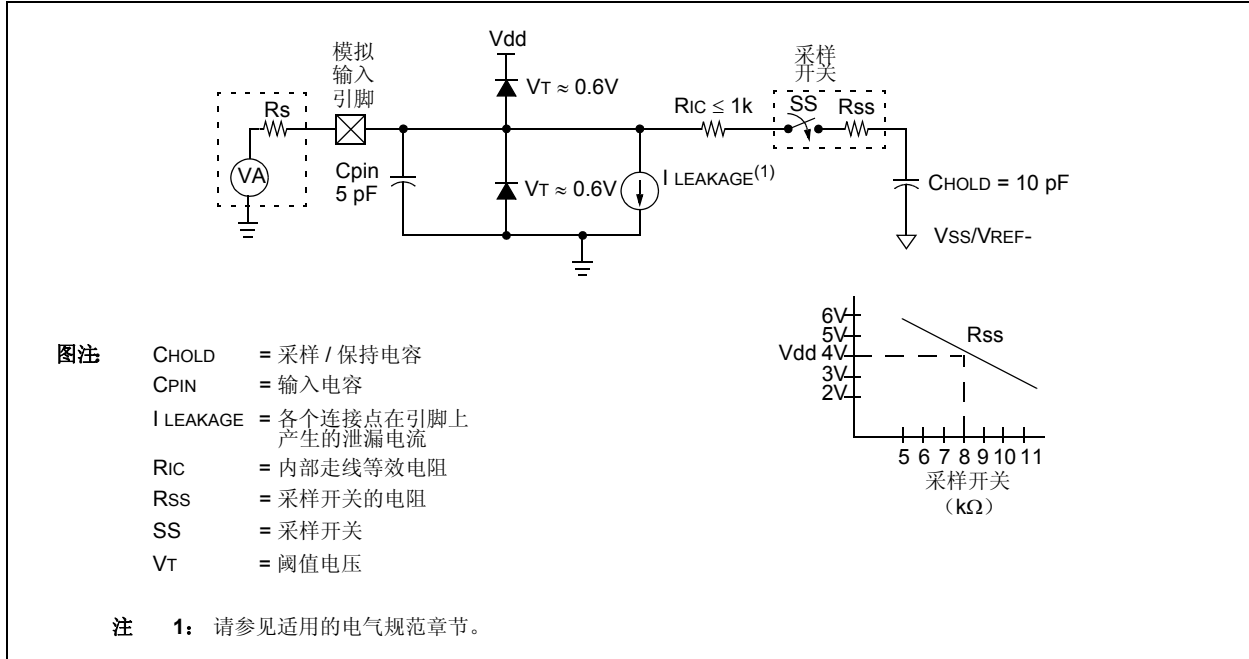 Vdd
模拟
输入
引脚
采样
开关
VT ≈ 0.6V
Rs
RIC ≤ 1k
SS
Rss
VA
Cpin
5 pF
VT ≈ 0.6V
I LEAKAGE(1)
CHOLD = 10 pF
VSS/VREF-
6V
5V
Vdd 4V
3V
2V
Rss
5 6 7 8 9 10 11
采样开关
（kΩ）
图注:
CHOLD = 采样 / 保持电容
CPIN = 输入电容
I LEAKAGE = 各个连接点在引脚上
产生的泄漏电流
RIC = 内部走线等效电阻
RSS = 采样开关的电阻
SS = 采样开关
VT = 阈值电压
注 1： 请参见适用的电气规范章节。